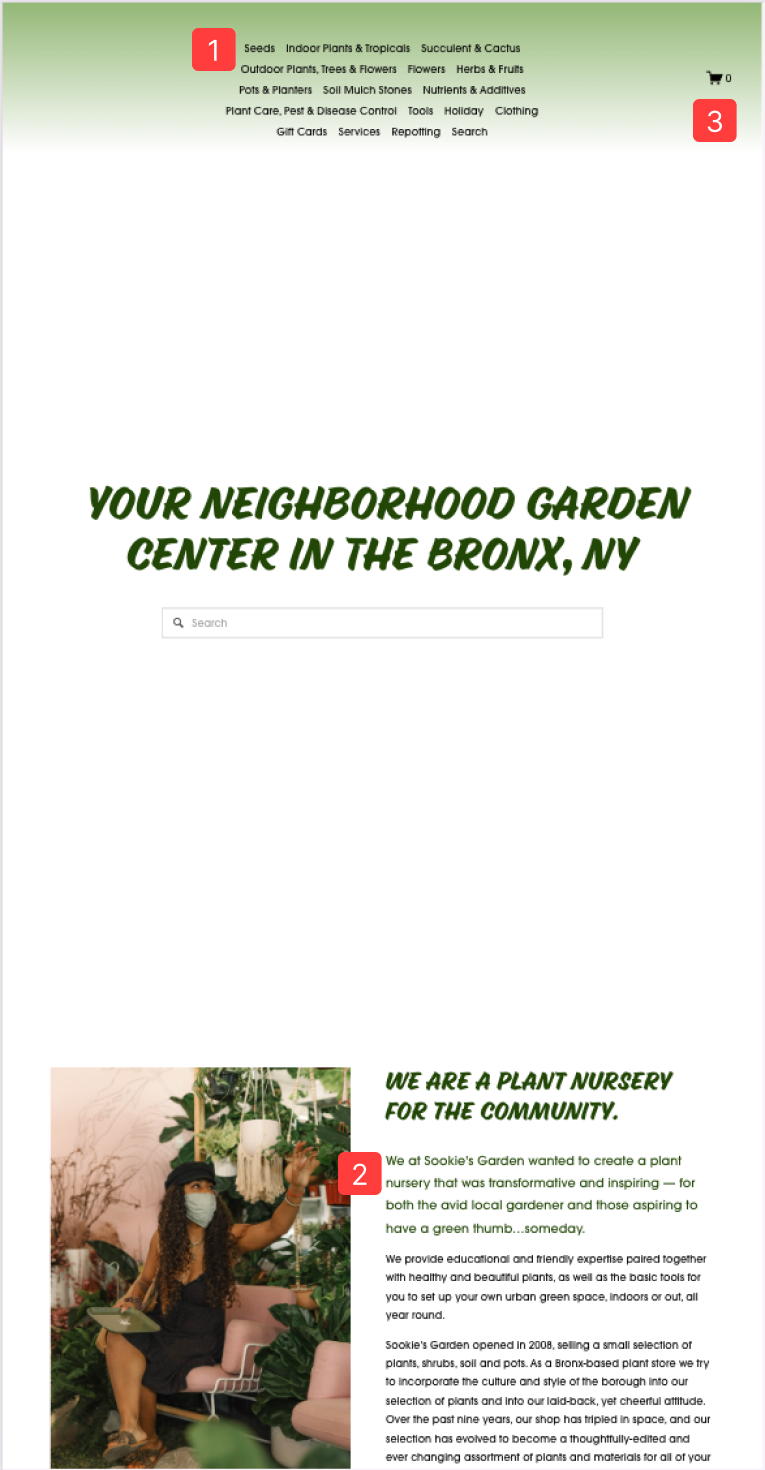 1
Seeds Indoor Plants & Tropicals Succulent & Cactus
Outdoor Plants, Trees & Flowers Flowers Herbs & Fruits
Pots & Planters Soil Mulch Stones Nutrients & Additives
Plant Care, Pest & Disease Control Tools Holiday Clothing
Gift Cards Services Repotting Search
0
3
YOUR NEIGHBORHOOD GARDEN
CENTER IN THE BRONX, NY
Search
WE ARE A PLANT NURSERY
FOR THE COMMUNITY.
2
We at Sookie's Garden wanted to create a plant
nursery that was transformative and inspiring — for
both the avid local gardener and those aspiring to
have a green thumb...someday.
We provide educational and friendly expertise paired together
with healthy and beautiful plants, as well as the basic tools for
you to set up your own urban green space, indoors or out, all
year round.
Sookie's Garden opened in 2008, selling a small selection of
plants, shrubs, soil and pots. As a Bronx-based plant store we try
to incorporate the culture and style of the borough into our
selection of plants and into our laid-back, yet cheerful attitude.
Over the past nine years, our shop has tripled in space, and our
selection has evolved to become a thoughtfully-edited and
ever changing assortment of plants and materials for all of your